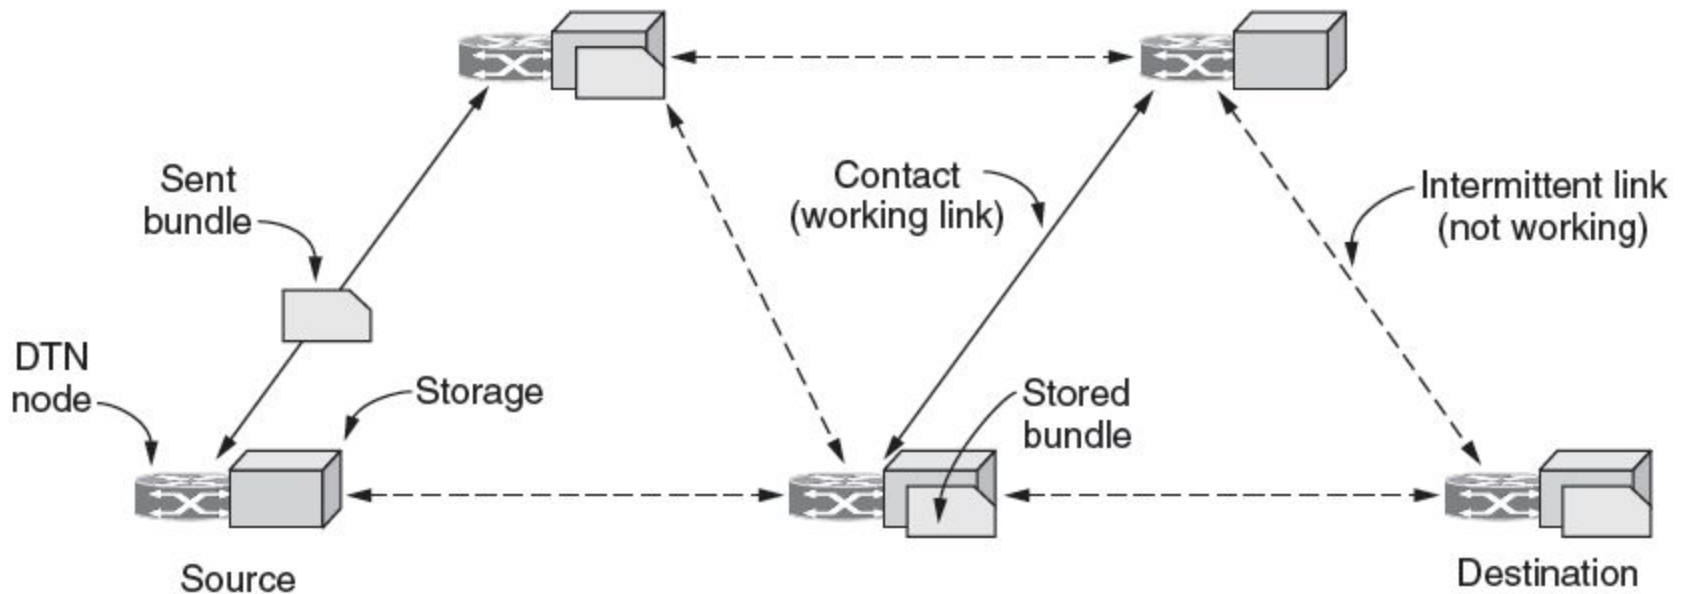 Sent
bundle
Contact
(working link)
Intermittent link
(not working)
DTN
node
Storage
Stored
bundle
Source
Destination